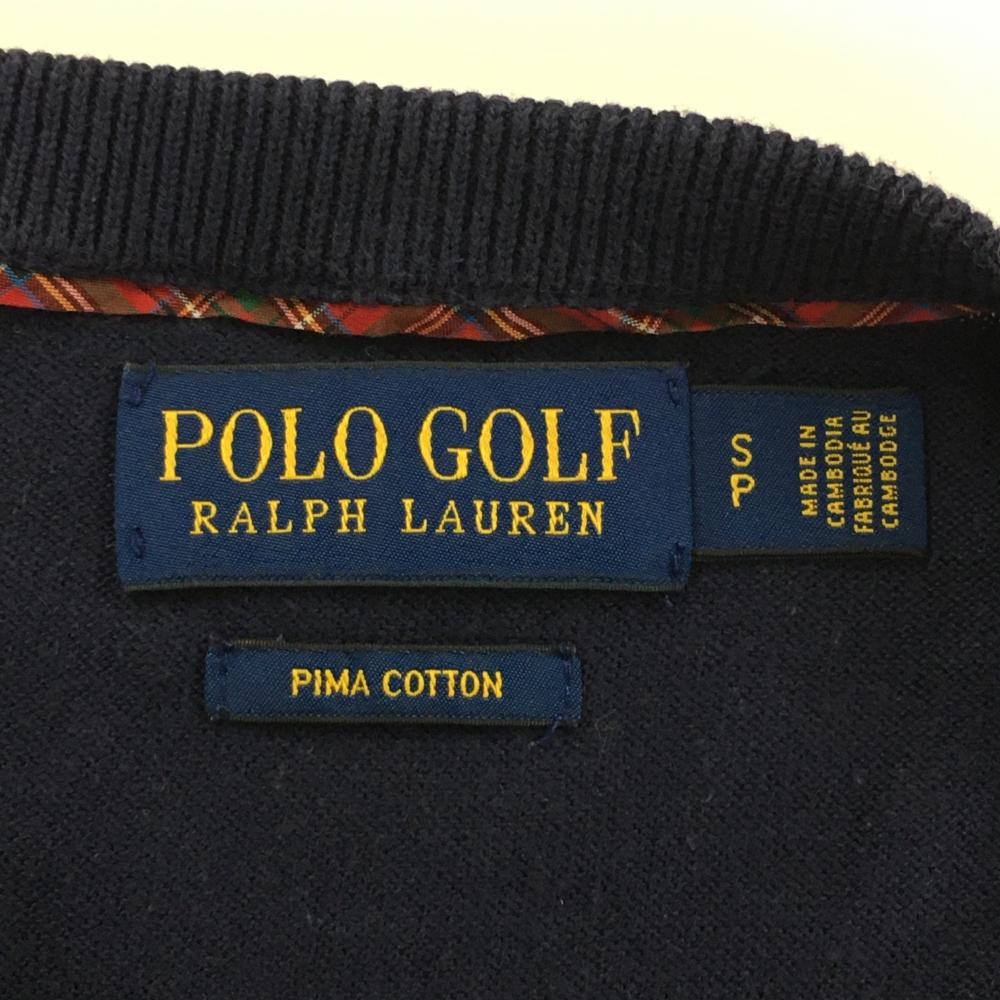 POLO GOLF
RALPH LAUREN
S
P
MADE IN
CAMBODIA
FABRIQUÉ AU
CAMBODGE
PIMA COTTON